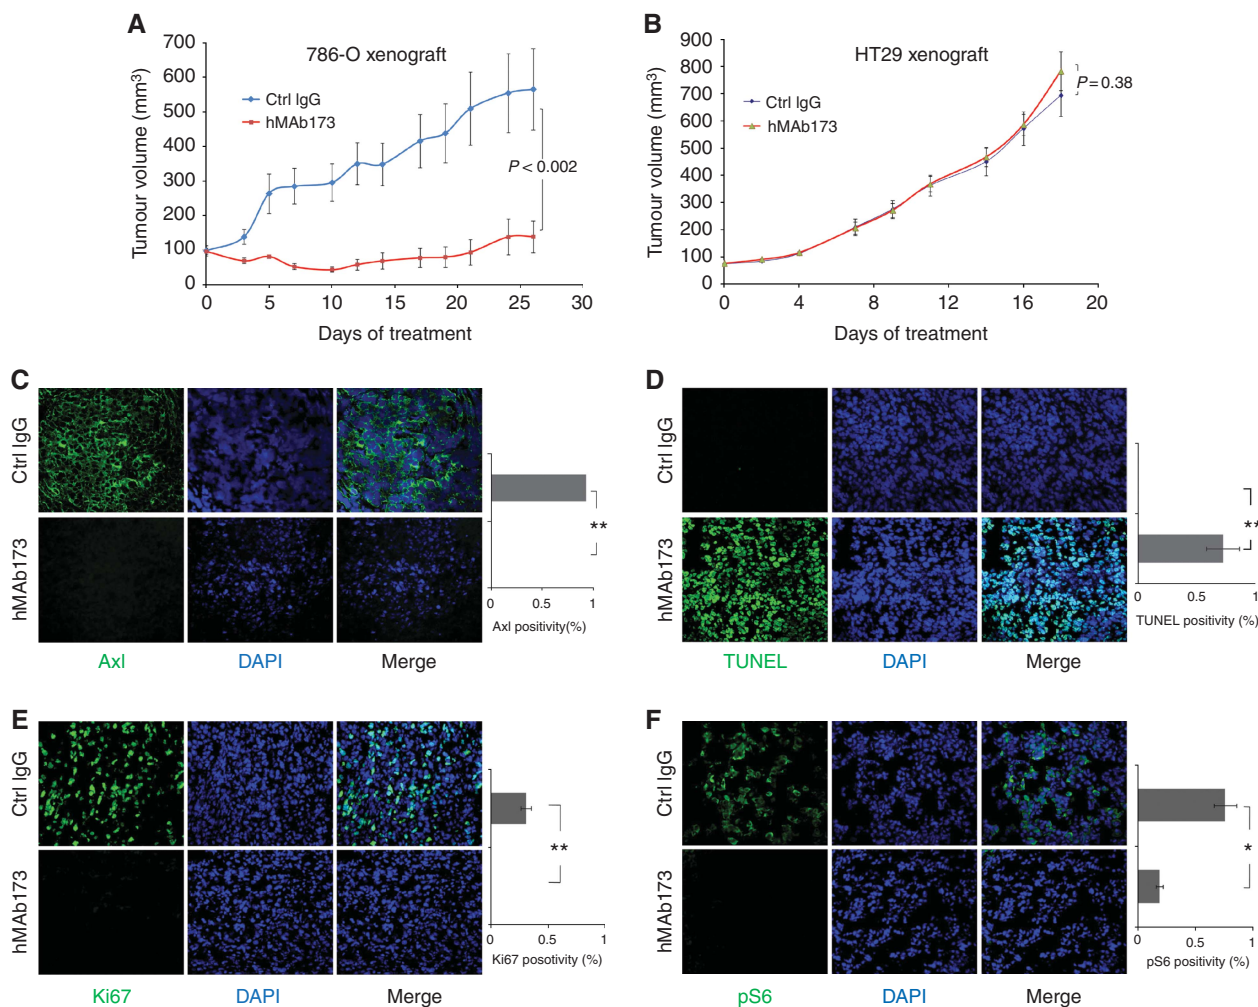 A
786-O xenograft
Tumour volume (mm³)
700
600
500
400
300
200
100
0
Ctrl IgG
hMAb173
P < 0.002
0 5 10 15 20 25 30
Days of treatment
B
HT29 xenograft
Tumour volume (mm³)
900
800
700
600
500
400
300
200
100
0
Ctrl IgG
hMAb173
P = 0.38
0 4 8 12 16 20
Days of treatment
C
Ctrl IgG
hMAb173
**
0 0.5 1
Axl positivity(%)
Axl DAPI Merge
D
Ctrl IgG
hMAb173
**
0 0.5 1
TUNEL positivity (%)
TUNEL DAPI Merge
E
Ctrl IgG
hMAb173
**
0 0.5 1
Ki67 posotivity (%)
Ki67 DAPI Merge
F
Ctrl IgG
hMAb173
*
0 0.5 1
pS6 positivity (%)
pS6 DAPI Merge